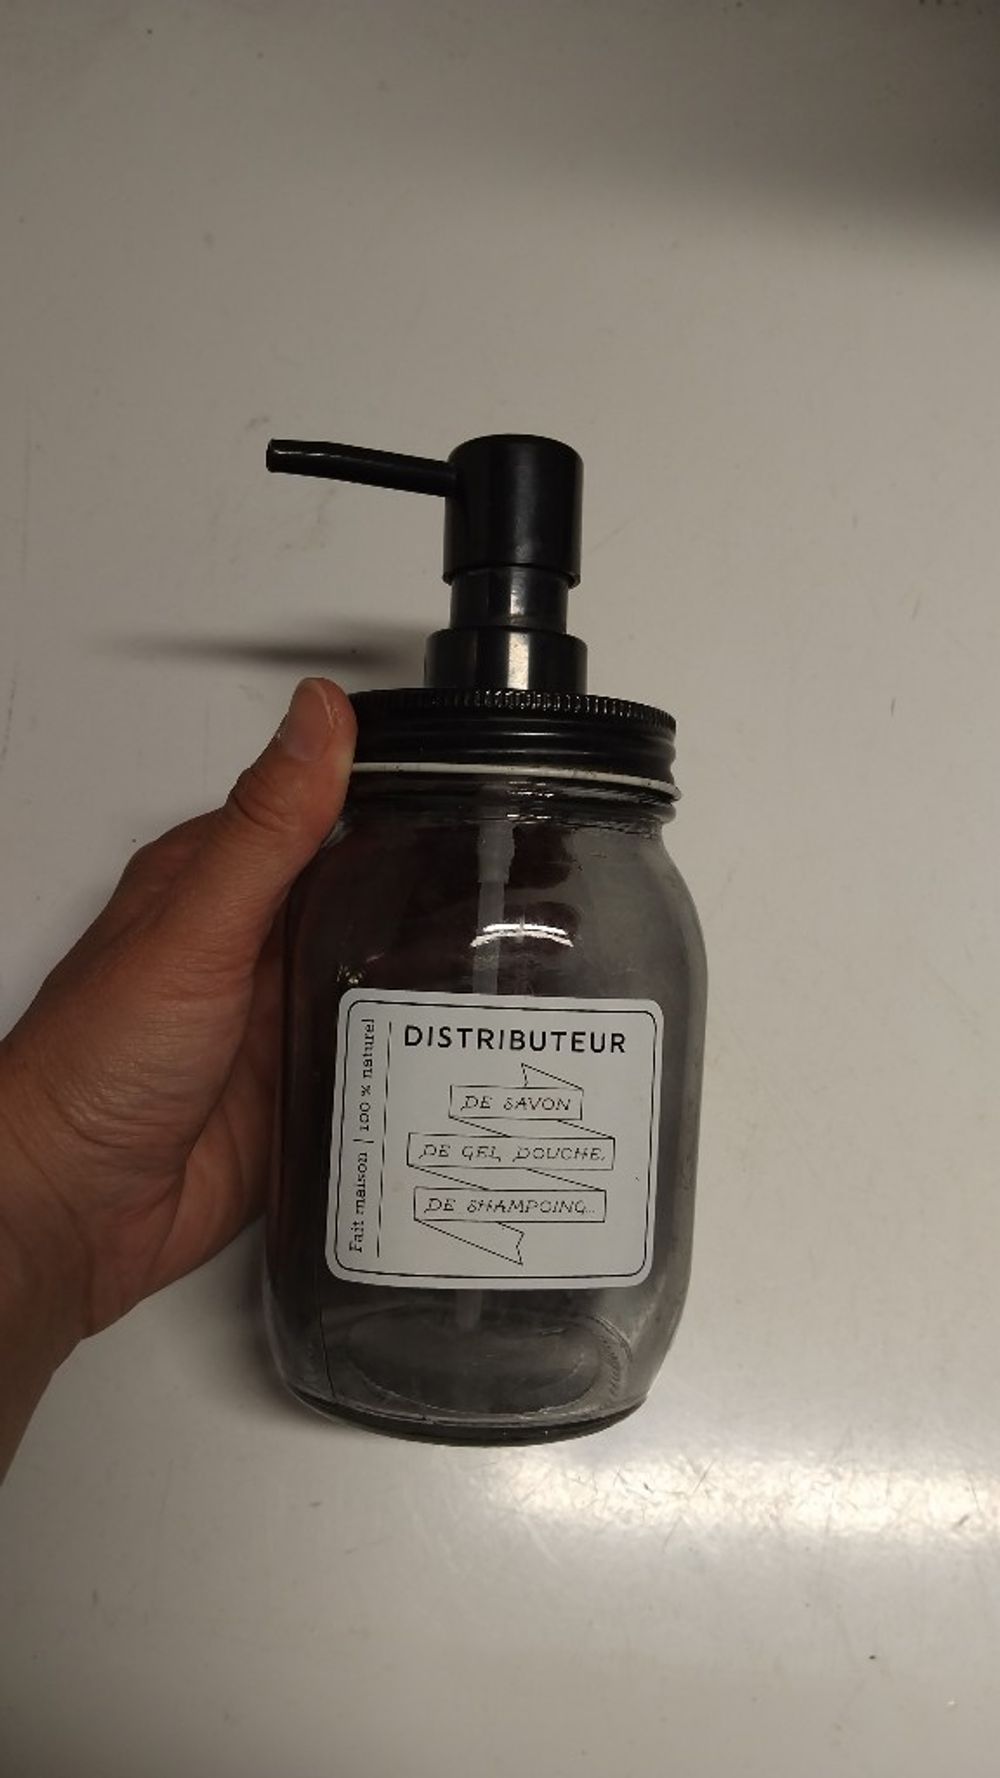 DISTRIBUTEUR
DE SAVON
DE GEL DOUCHE,
DE SHAMPOING...
Fait maison | 100 % naturel